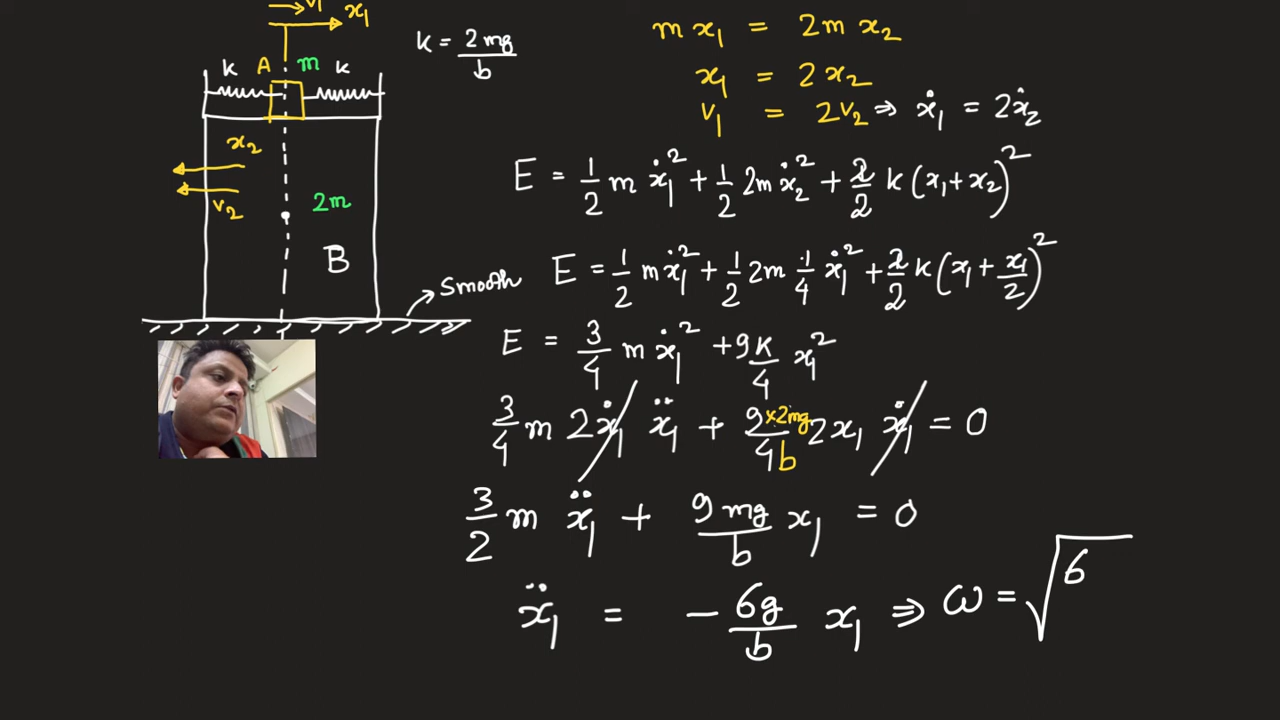 v₁
x₁
k A m k
x₂
v₂
2m
B
Smooth
k = 2mg/b
m x₁ = 2m x₂
x₁ = 2x₂
v₁ = 2v₂ ⇒ ẋ₁ = 2ẋ₂
E = 1/2 m ẋ₁² + 1/2 2m ẋ₂² + 2/2 k (x₁ + x₂)²
E = 1/2 m ẋ₁² + 1/2 2m 1/4 ẋ₁² + 2/2 k (x₁ + x₁/2)²
E = 3/4 m ẋ₁² + 9k/4 x₁²
3/4 m 2ẋ₁ ẍ₁ + 9×2mg/4b 2x₁ ẋ₁ = 0
3/2 m ẍ₁ + 9mg/b x₁ = 0
ẍ₁ = - 6g/b x₁ ⇒ ω = √6